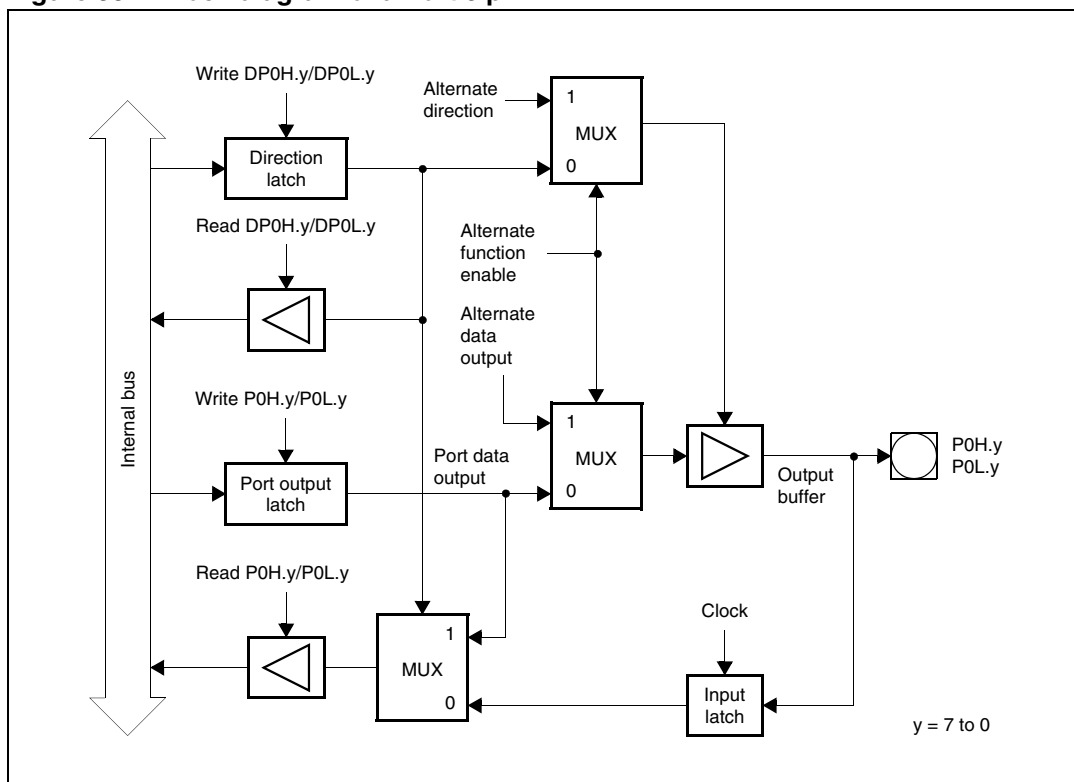 Write DP0H.y/DP0L.y
Alternate
direction
1
MUX
0
Direction
latch
Read DP0H.y/DP0L.y
Alternate
function
enable
Alternate
data
output
Internal bus
Write P0H.y/P0L.y
Port data
output
1
MUX
0
Port output
latch
Output
buffer
P0H.y
P0L.y
Read P0H.y/P0L.y
Clock
1
MUX
0
Input
latch
y = 7 to 0